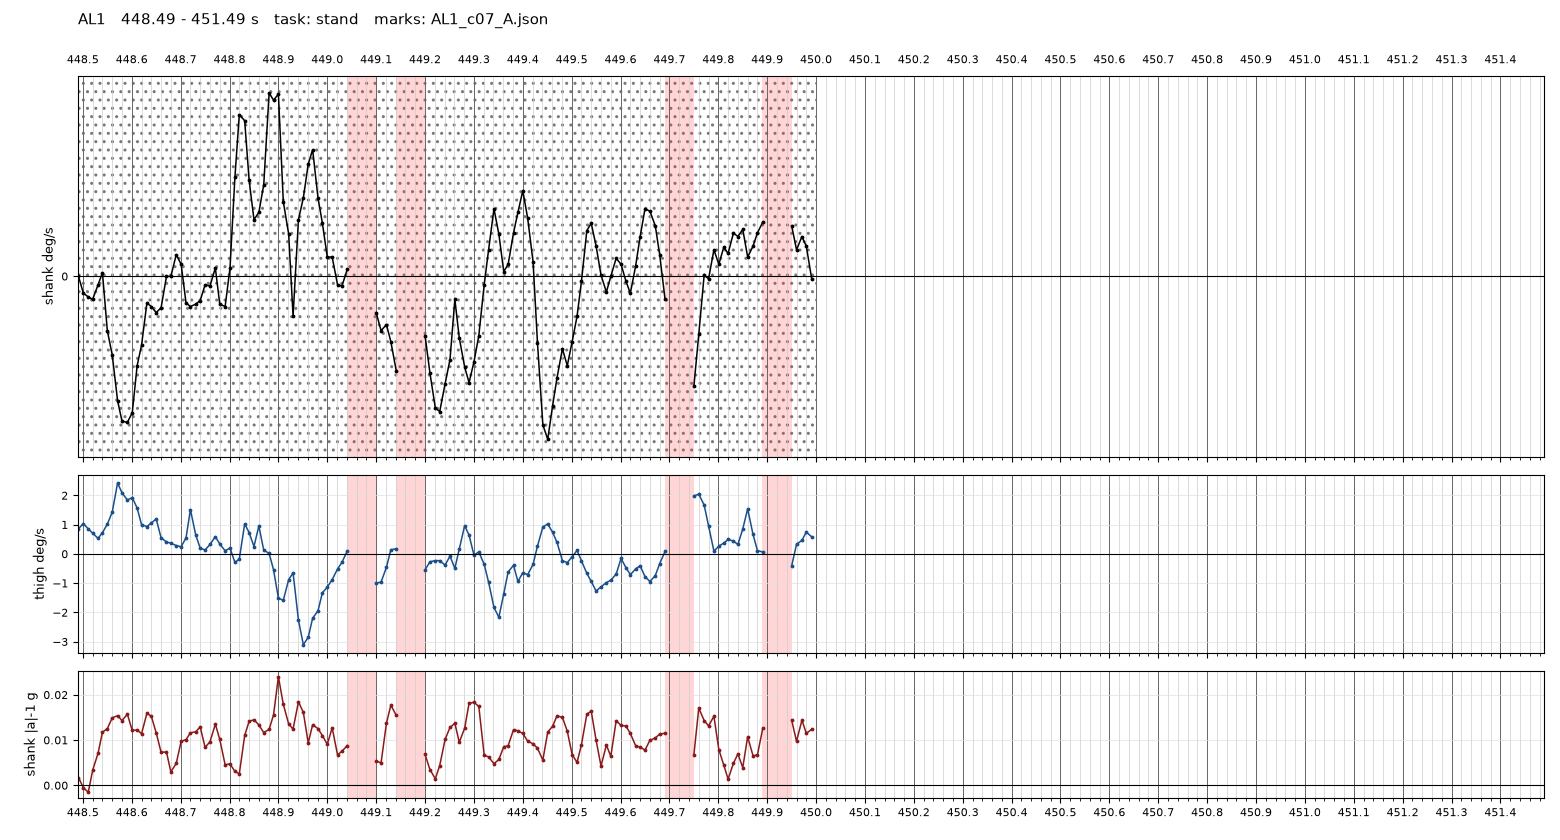 AL1   448.49 - 451.49 s   task: stand   marks: AL1_c07_A.json
448.5 448.6 448.7 448.8 448.9 449.0 449.1 449.2 449.3 449.4 449.5 449.6 449.7 449.8 449.9 450.0 450.1 450.2 450.3 450.4 450.5 450.6 450.7 450.8 450.9 451.0 451.1 451.2 451.3 451.4
shank deg/s
0
thigh deg/s
2
1
0
−1
−2
−3
shank |a|-1 g
0.02
0.01
0.00
448.5 448.6 448.7 448.8 448.9 449.0 449.1 449.2 449.3 449.4 449.5 449.6 449.7 449.8 449.9 450.0 450.1 450.2 450.3 450.4 450.5 450.6 450.7 450.8 450.9 451.0 451.1 451.2 451.3 451.4